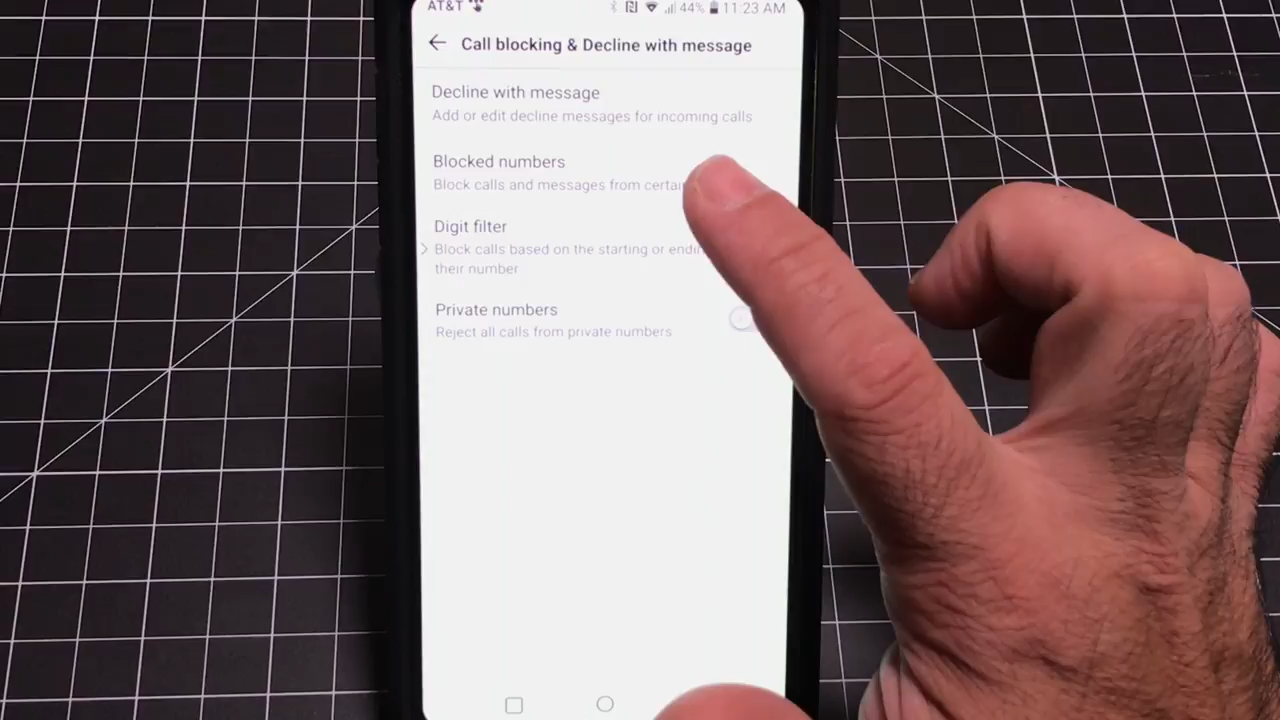 AT&T 44% 11:23 AM
Call blocking & Decline with message
Decline with message
Add or edit decline messages for incoming calls
Blocked numbers
Block calls and messages from certain
Digit filter
Block calls based on the starting or ending
their number
Private numbers
Reject all calls from private numbers